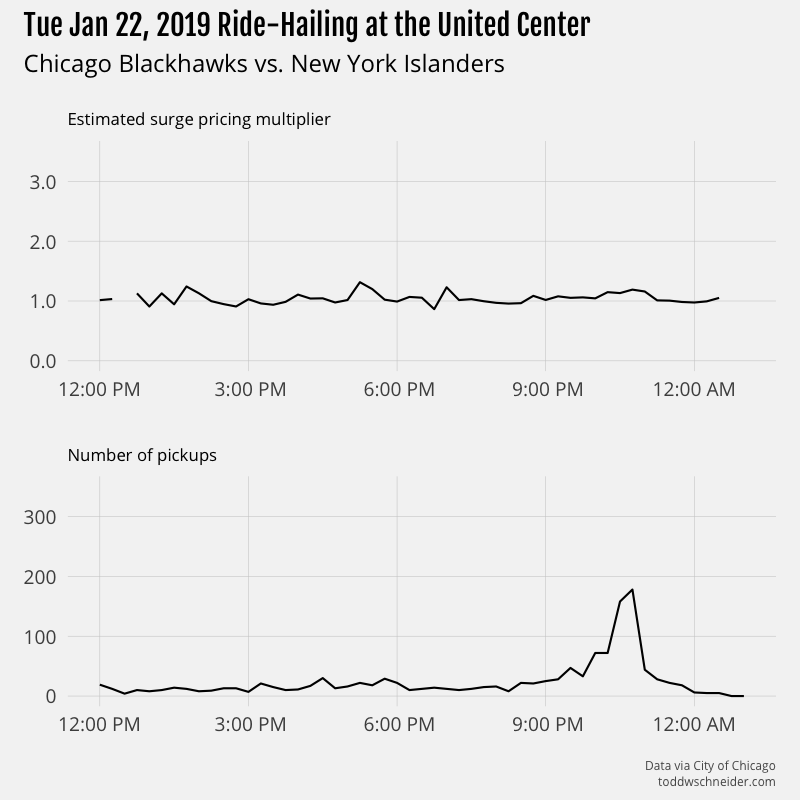 Tue Jan 22, 2019 Ride-Hailing at the United Center
Chicago Blackhawks vs. New York Islanders
Estimated surge pricing multiplier
3.0
2.0
1.0
0.0
12:00 PM 3:00 PM 6:00 PM 9:00 PM 12:00 AM
Number of pickups
300
200
100
0
12:00 PM 3:00 PM 6:00 PM 9:00 PM 12:00 AM
Data via City of Chicago
toddwschneider.com